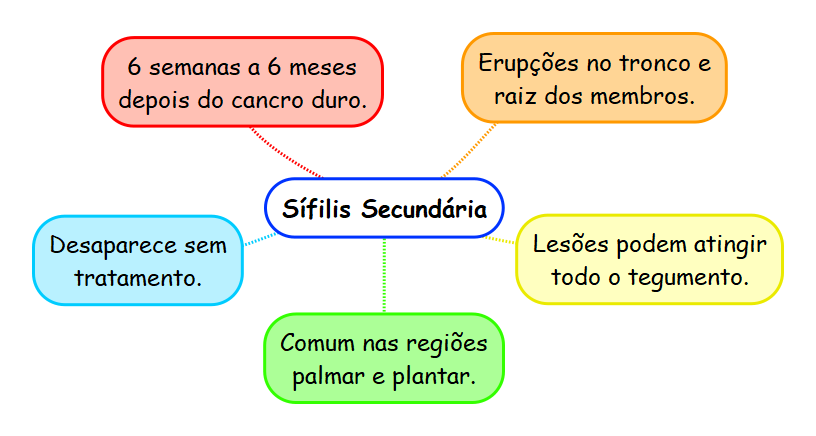 6 semanas a 6 meses
depois do cancro duro.
Erupções no tronco e
raiz dos membros.
Sífilis Secundária
Desaparece sem
tratamento.
Lesões podem atingir
todo o tegumento.
Comum nas regiões
palmar e plantar.